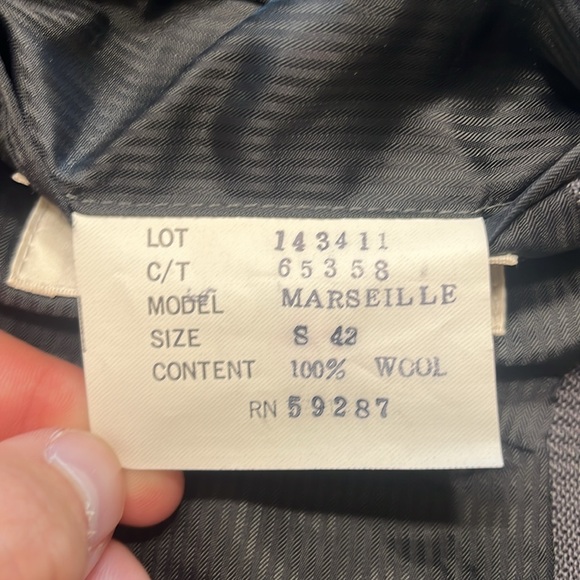 LOT 143411
C/T 65358
MODEL MARSEILLE
SIZE S 42
CONTENT 100% WOOL
RN 59287